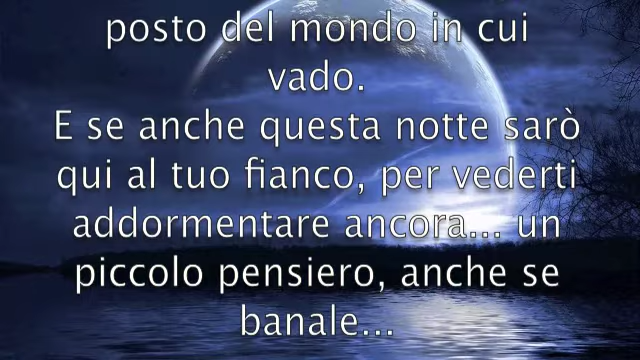 posto del mondo in cui
vado.
E se anche questa notte sarò
qui al tuo fianco, per vederti
addormentare ancora... un
piccolo pensiero, anche se
banale...